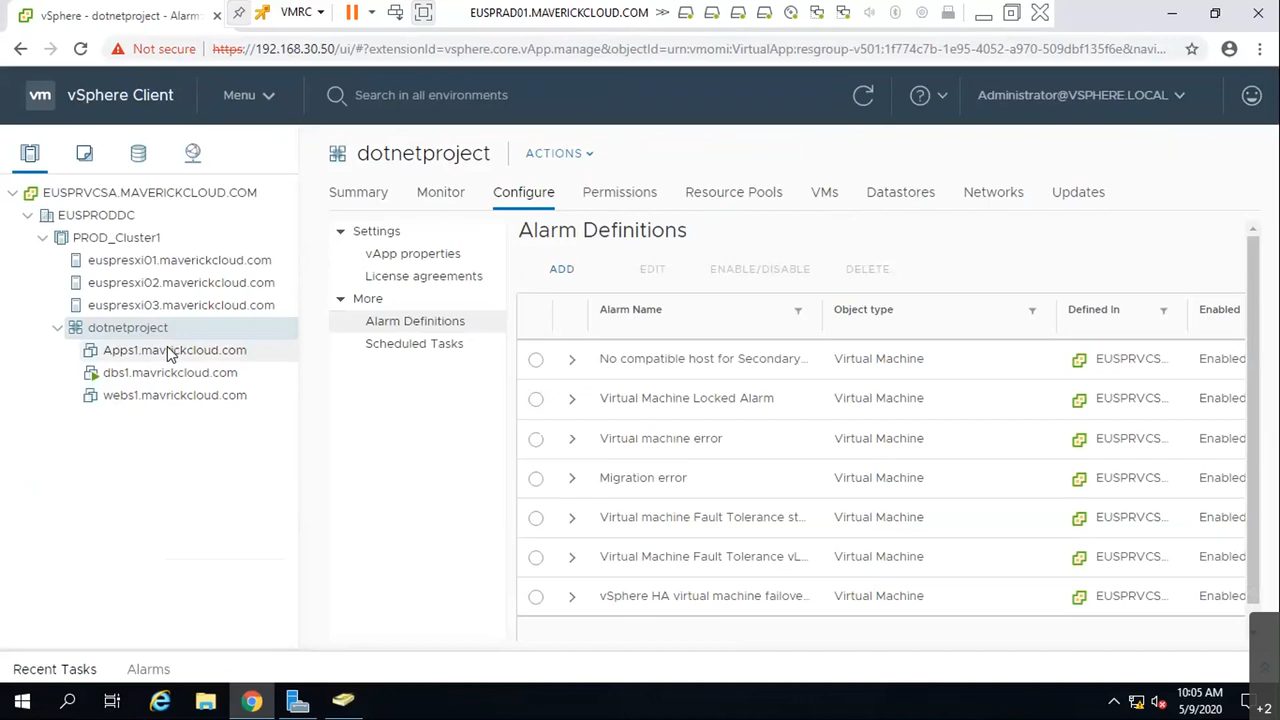 vSphere - dotnetproject - Alarm
VMRC
EUSPRAD01.MAVERICKCLOUD.COM
Not secure
https://192.168.30.50/ui/#?extensionId=vsphere.core.vApp.manage&objectId=urn:vmomi:VirtualApp:resgroup-v501:1f774c7b-1e95-4052-a970-509dbf135f6e&navi...
vm vSphere Client
Menu
Search in all environments
Administrator@VSPHERE.LOCAL
EUSPRVCSA.MAVERICKCLOUD.COM
EUSPRODDC
PROD_Cluster1
euspresxi01.maverickcloud.com
euspresxi02.maverickcloud.com
euspresxi03.maverickcloud.com
dotnetproject
Apps1.mavrickcloud.com
dbs1.mavrickcloud.com
webs1.mavrickcloud.com
dotnetproject
ACTIONS
Summary Monitor Configure Permissions Resource Pools VMs Datastores Networks Updates
Settings
vApp properties
License agreements
More
Alarm Definitions
Scheduled Tasks
Alarm Definitions
ADD EDIT ENABLE/DISABLE DELETE
Alarm Name Object type Defined In Enabled
No compatible host for Secondary... Virtual Machine EUSPRVCS... Enabled
Virtual Machine Locked Alarm Virtual Machine EUSPRVCS... Enabled
Virtual machine error Virtual Machine EUSPRVCS... Enabled
Migration error Virtual Machine EUSPRVCS... Enabled
Virtual machine Fault Tolerance st... Virtual Machine EUSPRVCS... Enabled
Virtual Machine Fault Tolerance vL... Virtual Machine EUSPRVCS... Enabled
vSphere HA virtual machine failove... Virtual Machine EUSPRVCS... Enabled
Recent Tasks Alarms
10:05 AM
5/9/2020
+2